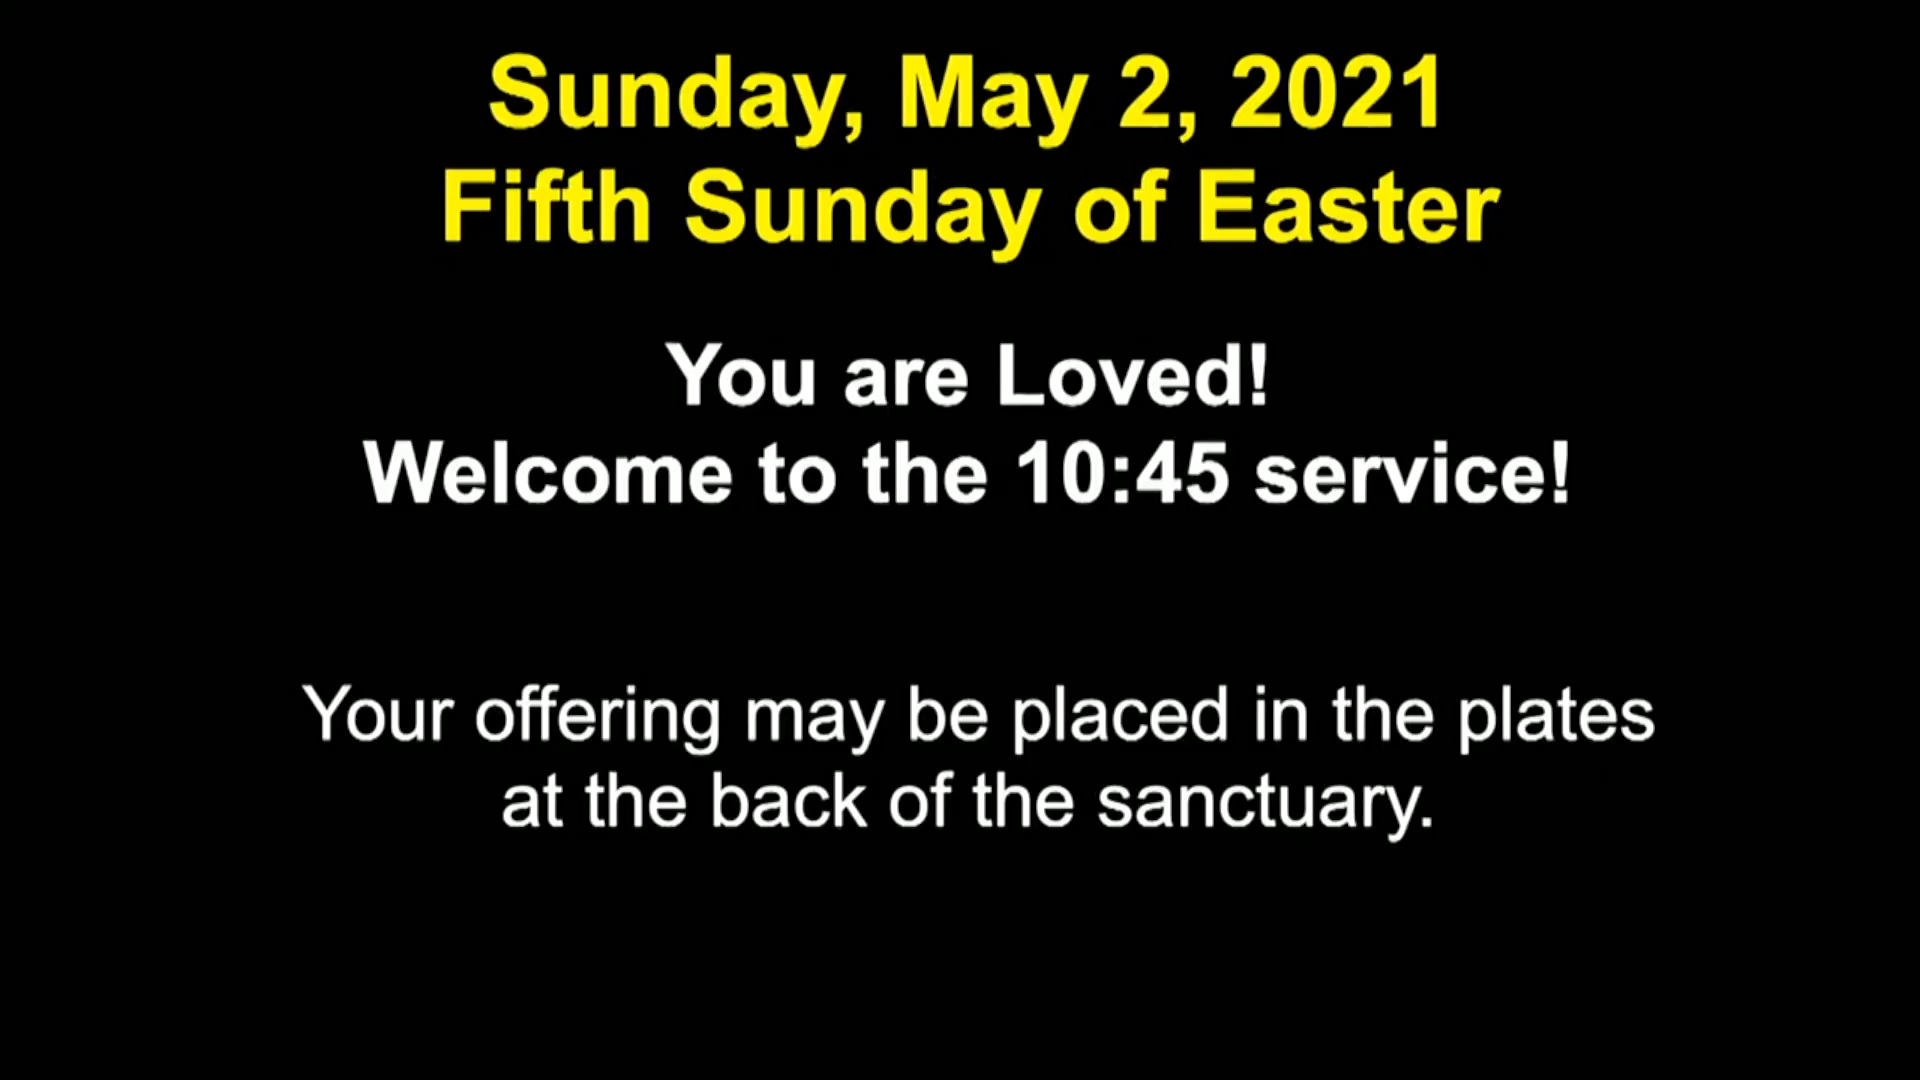 Sunday, May 2, 2021
Fifth Sunday of Easter
You are Loved!
Welcome to the 10:45 service!
Your offering may be placed in the plates
at the back of the sanctuary.